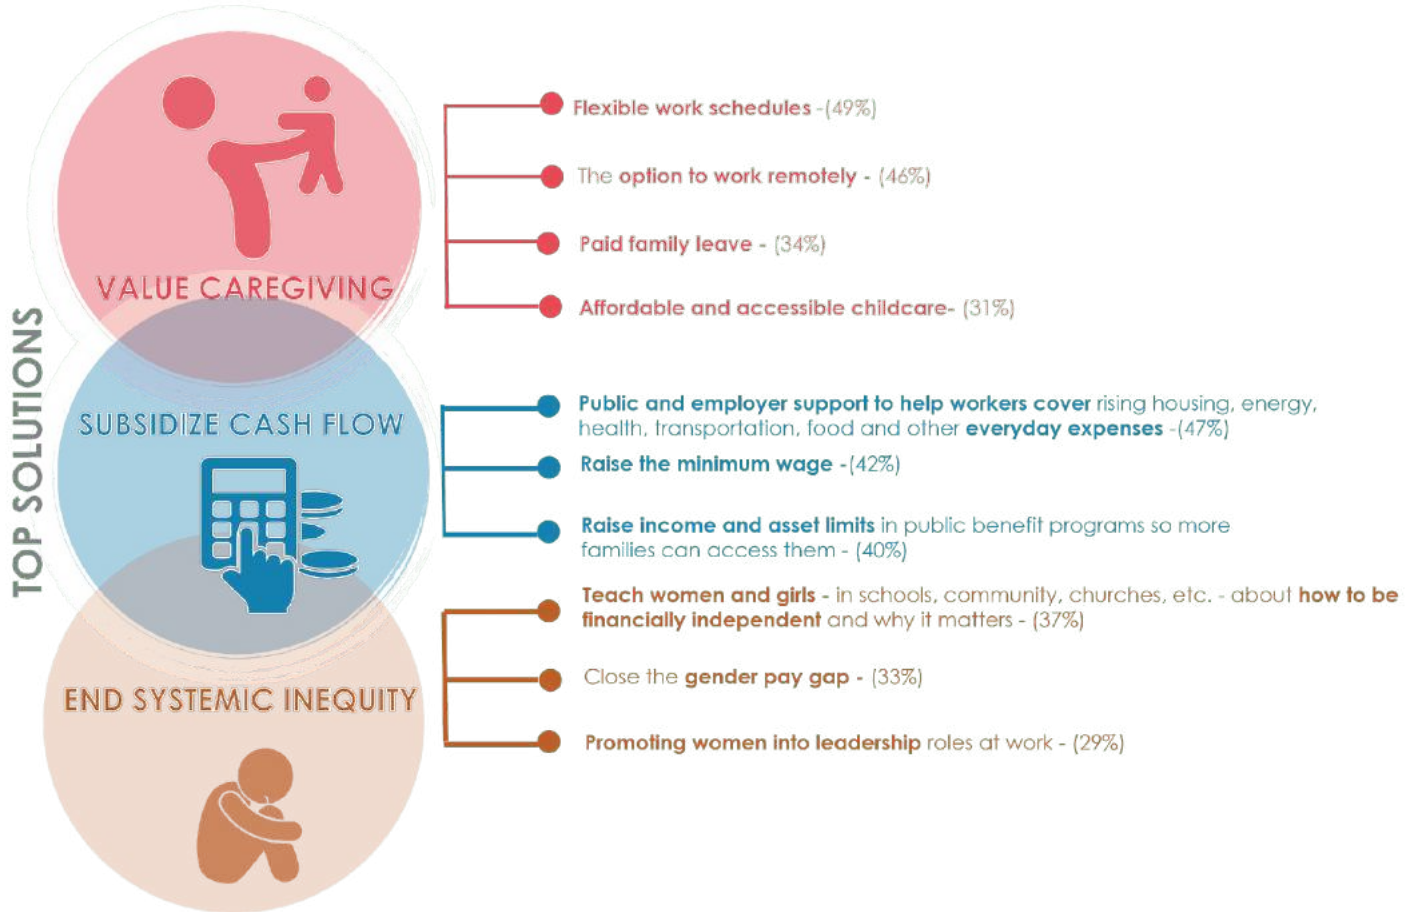 TOP SOLUTIONS
VALUE CAREGIVING
Flexible work schedules -(49%)
The option to work remotely - (46%)
Paid family leave - (34%)
Affordable and accessible childcare- (31%)
SUBSIDIZE CASH FLOW
Public and employer support to help workers cover rising housing, energy,
health, transportation, food and other everyday expenses -(47%)
Raise the minimum wage -(42%)
Raise income and asset limits in public benefit programs so more
families can access them - (40%)
END SYSTEMIC INEQUITY
Teach women and girls - in schools, community, churches, etc. - about how to be
financially independent and why it matters - (37%)
Close the gender pay gap - (33%)
Promoting women into leadership roles at work - (29%)